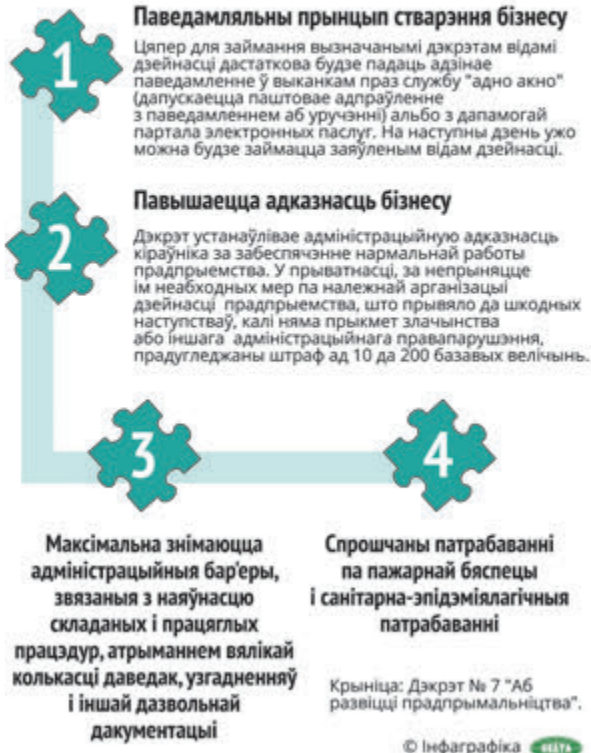 1
Паведамляльны прынцып стварэння бізнесу
Цяпер для займання вызначанымі дэкрэтам відамі
дзейнасці дастаткова будзе падаць адзінае
паведамленне ў выканкам праз службу "адно акно"
(дапускаецца паштовае адпраўленне
з паведамленнем аб уручэнні) альбо з дапамогай
партала электронных паслуг. На наступны дзень ужо
можна будзе займацца заяўленым відам дзейнасці.
2
Павышаецца адказнасць бізнесу
Дэкрэт устанаўлівае адміністрацыйную адказнасць
кіраўніка за забеспячэнне нармальнай работы
прадпрыемства. У прыватнасці, за непрыняцце
ім неабходных мер па належнай арганізацыі
дзейнасці прадпрыемства, што прывяло да шкодных
наступстваў, калі няма прыкмет злачынства
або іншага адміністрацыйнага правапарушэння,
прадугледжаны штраф ад 10 да 200 базавых велічынь.
3
Максімальна знімаюцца
адміністрацыйныя бар'еры,
звязаныя з наяўнасцю
складаных і працяглых
працэдур, атрыманнем вялікай
колькасці даведак, узгадненняў
і іншай дазвольнай
дакументацыі
4
Спрошчаны патрабаванні
па пажарнай бяспецы
і санітарна-эпідэміялагічныя
патрабаванні
Крыніца: Дэкрэт № 7 "Аб
развіцці прадпрымальніцтва".
© Інфаграфіка БЕЛТА